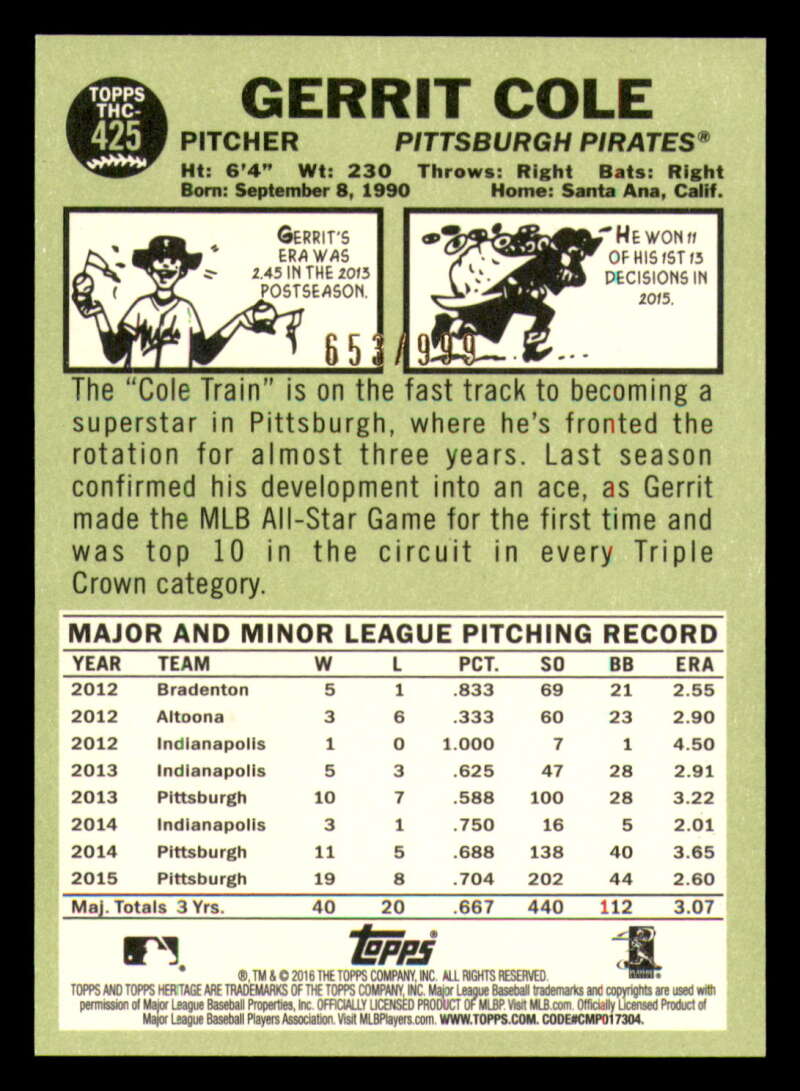 TOPPS
THC-
425
GERRIT COLE
PITCHER PITTSBURGH PIRATES®
Ht: 6'4" Wt: 230 Throws: Right Bats: Right
Born: September 8, 1990 Home: Santa Ana, Calif.
GERRIT'S
ERA WAS
2.45 IN THE 2013
POSTSEASON.
HE WON 11
OF HIS 1ST 13
DECISIONS IN
2015.
653/999
The "Cole Train" is on the fast track to becoming a
superstar in Pittsburgh, where he's fronted the
rotation for almost three years. Last season
confirmed his development into an ace, as Gerrit
made the MLB All-Star Game for the first time and
was top 10 in the circuit in every Triple
Crown category.
MAJOR AND MINOR LEAGUE PITCHING RECORD
YEAR TEAM W L PCT. SO BB ERA
2012 Bradenton 5 1 .833 69 21 2.55
2012 Altoona 3 6 .333 60 23 2.90
2012 Indianapolis 1 0 1.000 7 1 4.50
2013 Indianapolis 5 3 .625 47 28 2.91
2013 Pittsburgh 10 7 .588 100 28 3.22
2014 Indianapolis 3 1 .750 16 5 2.01
2014 Pittsburgh 11 5 .688 138 40 3.65
2015 Pittsburgh 19 8 .704 202 44 2.60
Maj. Totals 3 Yrs. 40 20 .667 440 112 3.07
topps®
®, TM & © 2016 THE TOPPS COMPANY, INC. ALL RIGHTS RESERVED.
TOPPS AND TOPPS HERITAGE ARE TRADEMARKS OF THE TOPPS COMPANY, INC. Major League Baseball trademarks and copyrights are used with
permission of Major League Baseball Properties, Inc. OFFICIALLY LICENSED PRODUCT OF MLBP. Visit MLB.com. Officially Licensed Product of
Major League Baseball Players Association. Visit MLBPlayers.com. WWW.TOPPS.COM. CODE#CMP017304.